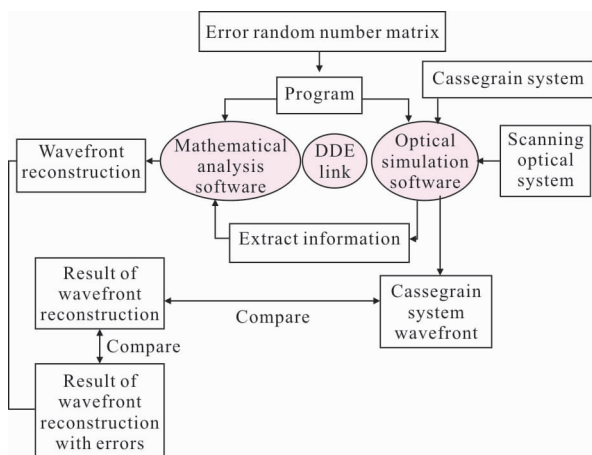 Error random number matrix
Program
Cassegrain system
Wavefront
reconstruction
Mathematical
analysis
software
DDE
link
Optical
simulation
software
Scanning
optical
system
Extract information
Result of
wavefront
reconstruction
Compare
Cassegrain
system
wavefront
Compare
Result of
wavefront
reconstruction
with errors